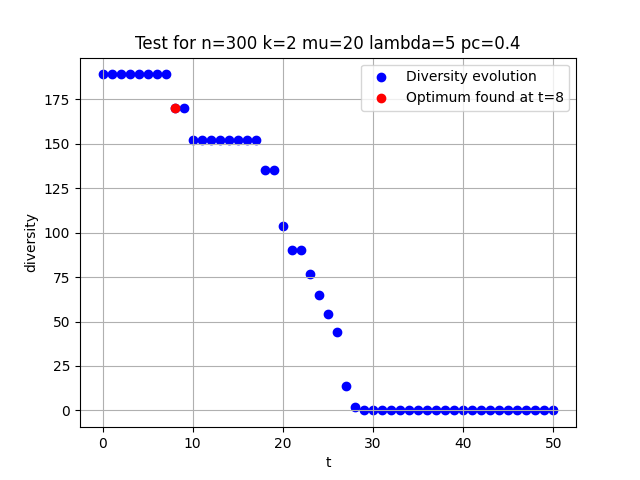 Test for n=300 k=2 mu=20 lambda=5 pc=0.4
Diversity evolution
Optimum found at t=8
diversity
175
150
125
100
75
50
25
0
0 10 20 30 40 50
t